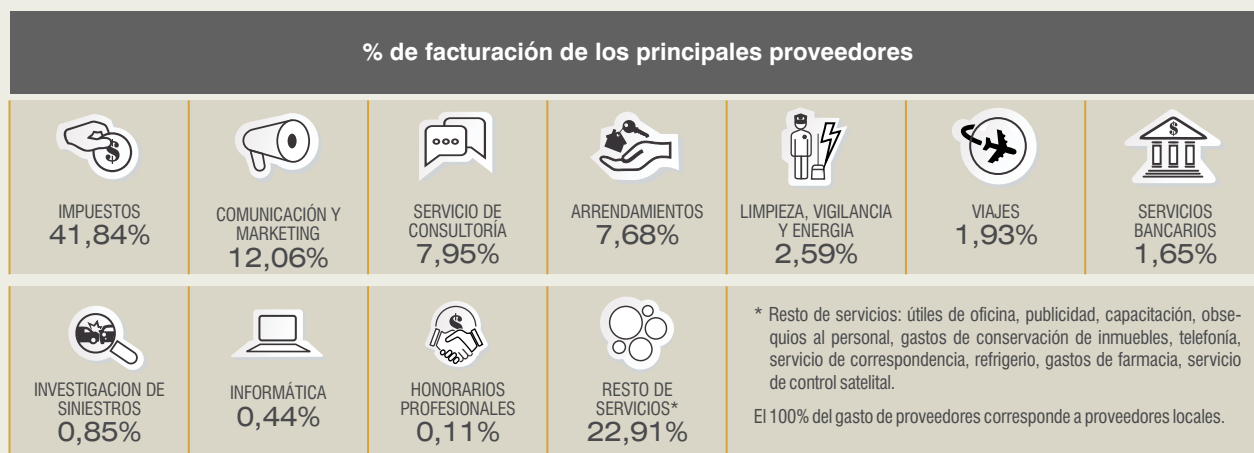 % de facturación de los principales proveedores
IMPUESTOS
41,84%
COMUNICACIÓN Y
MARKETING
12,06%
SERVICIO DE
CONSULTORÍA
7,95%
ARRENDAMIENTOS
7,68%
LIMPIEZA, VIGILANCIA
Y ENERGIA
2,59%
VIAJES
1,93%
SERVICIOS
BANCARIOS
1,65%
INVESTIGACION DE
SINIESTROS
0,85%
INFORMÁTICA
0,44%
HONORARIOS
PROFESIONALES
0,11%
RESTO DE
SERVICIOS*
22,91%
* Resto de servicios: útiles de oficina, publicidad, capacitación, obse-
quios al personal, gastos de conservación de inmuebles, telefonía,
servicio de correspondencia, refrigerio, gastos de farmacia, servicio
de control satelital.
El 100% del gasto de proveedores corresponde a proveedores locales.